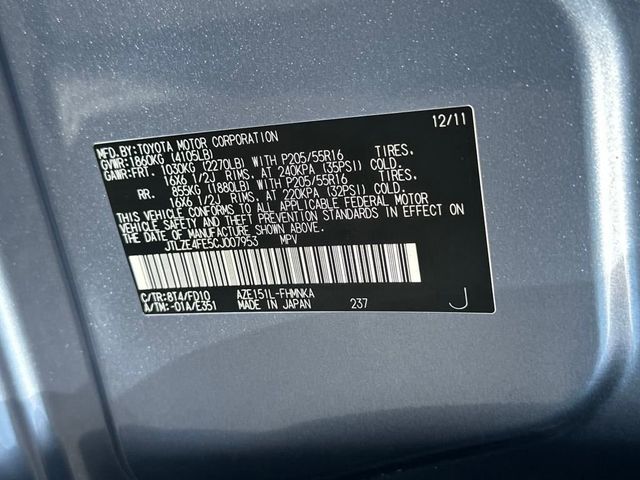 12/11
MFD. BY: TOYOTA MOTOR CORPORATION
GVWR: 1860KG (4105LB)
GAWR: FRT. 1030KG (2270LB) WITH P205/55R16 TIRES,
16X6 1/2J RIMS, AT 240KPA (35PSI) COLD.
RR. 855KG (1880LB) WITH P205/55R16 TIRES,
16X6 1/2J RIMS, AT 220KPA (32PSI) COLD.
THIS VEHICLE CONFORMS TO ALL APPLICABLE FEDERAL MOTOR
VEHICLE SAFETY AND THEFT PREVENTION STANDARDS IN EFFECT ON
THE DATE OF MANUFACTURE SHOWN ABOVE.
JTLZE4FE5CJ007953 MPV
C/TR: 8T4/FD10 AZE151L-FHMNKA
A/TM: -01A/E351 MADE IN JAPAN 237 J